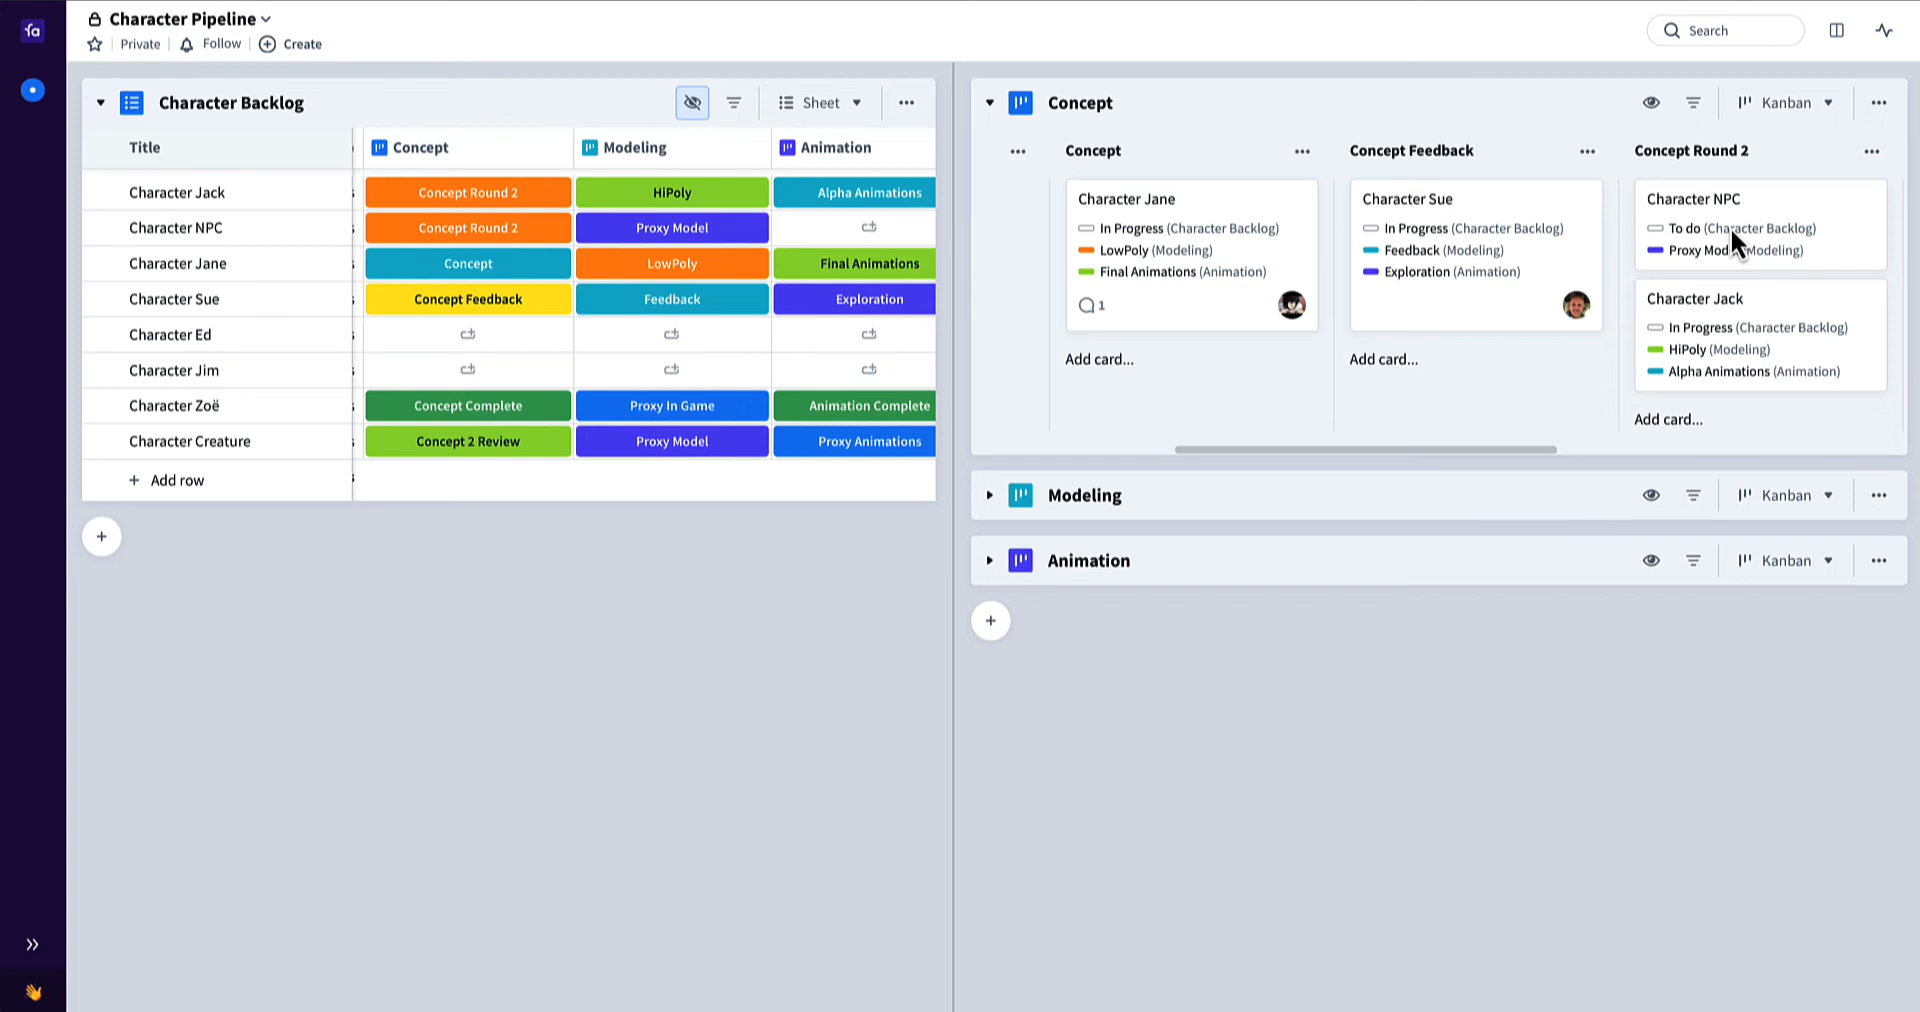 fa
Character Pipeline
Private
Follow
Create
Search
Character Backlog
Sheet
Title
Concept
Modeling
Animation
Character Jack
Concept Round 2
HiPoly
Alpha Animations
Character NPC
Concept Round 2
Proxy Model
Character Jane
Concept
LowPoly
Final Animations
Character Sue
Concept Feedback
Feedback
Exploration
Character Ed
Character Jim
Character Zoë
Concept Complete
Proxy In Game
Animation Complete
Character Creature
Concept 2 Review
Proxy Model
Proxy Animations
+ Add row
+
Concept
Kanban
Concept
Character Jane
In Progress (Character Backlog)
LowPoly (Modeling)
Final Animations (Animation)
1
Add card...
Concept Feedback
Character Sue
In Progress (Character Backlog)
Feedback (Modeling)
Exploration (Animation)
Add card...
Concept Round 2
Character NPC
To do (Character Backlog)
Proxy Modeling)
Character Jack
In Progress (Character Backlog)
HiPoly (Modeling)
Alpha Animations (Animation)
Add card...
Modeling
Kanban
Animation
Kanban
+